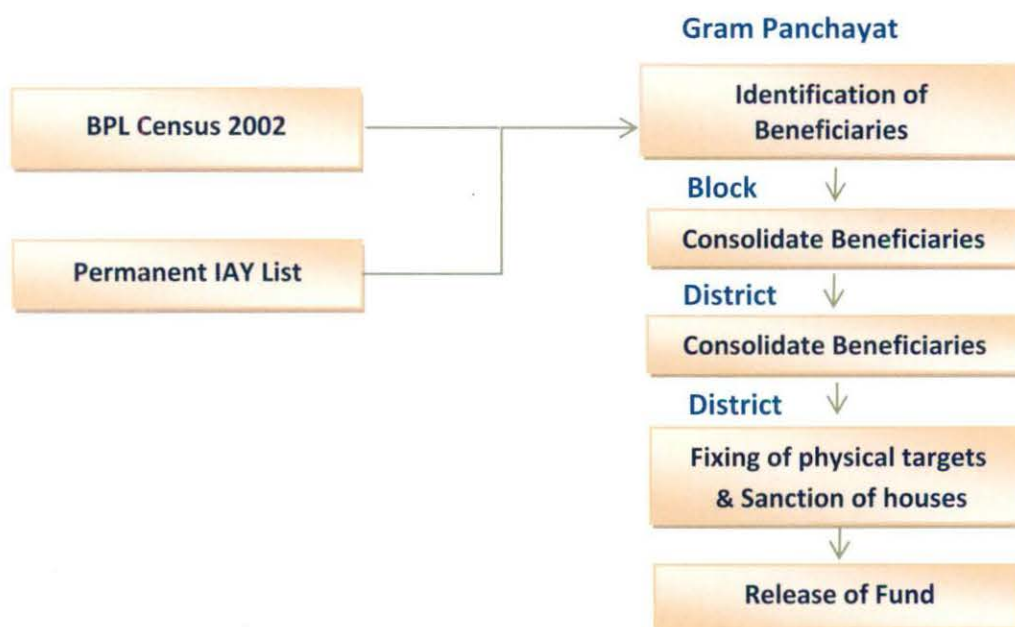 Gram Panchayat
BPL Census 2002
Identification of
Beneficiaries
Permanent IAY List
Block
Consolidate Beneficiaries
District
Consolidate Beneficiaries
District
Fixing of physical targets
& Sanction of houses
Release of Fund